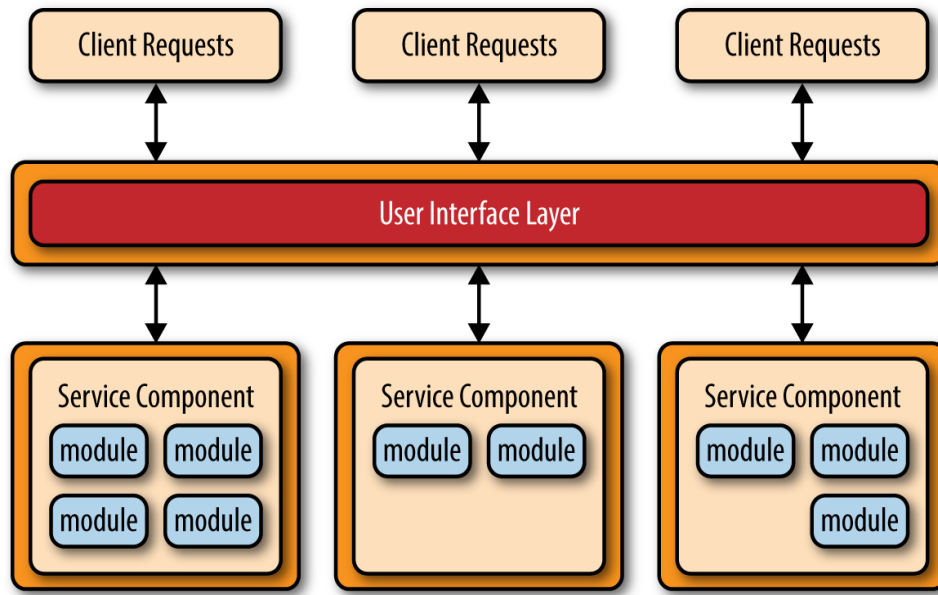 Client Requests
Client Requests
Client Requests
User Interface Layer
Service Component
module module
module module
Service Component
module module
Service Component
module module
module